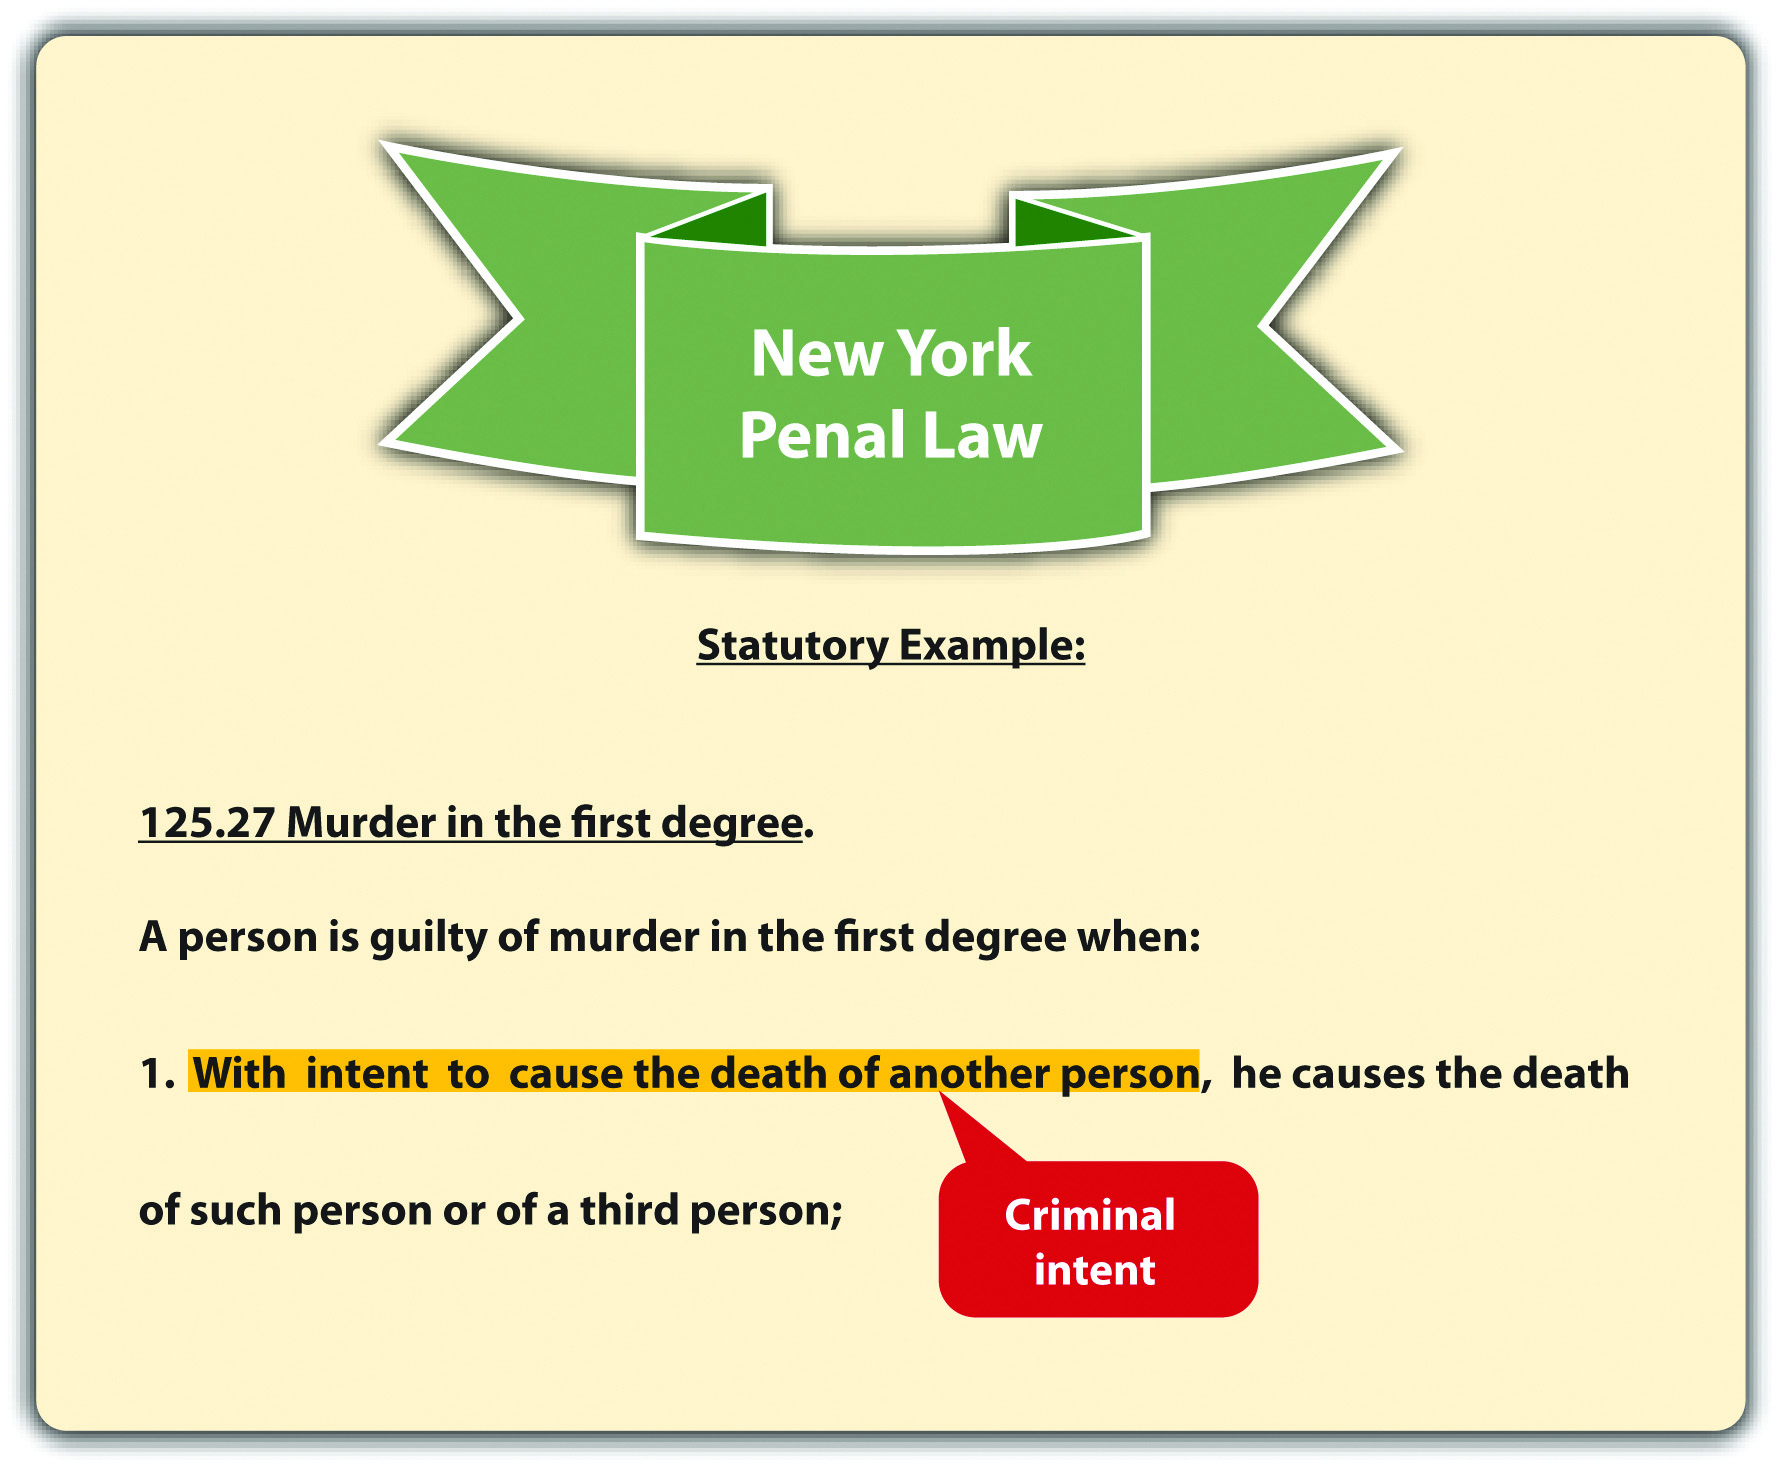 New York
Penal Law
Statutory Example:
125.27 Murder in the first degree.
A person is guilty of murder in the first degree when:
1. With intent to cause the death of another person, he causes the death
of such person or of a third person;
Criminal
intent